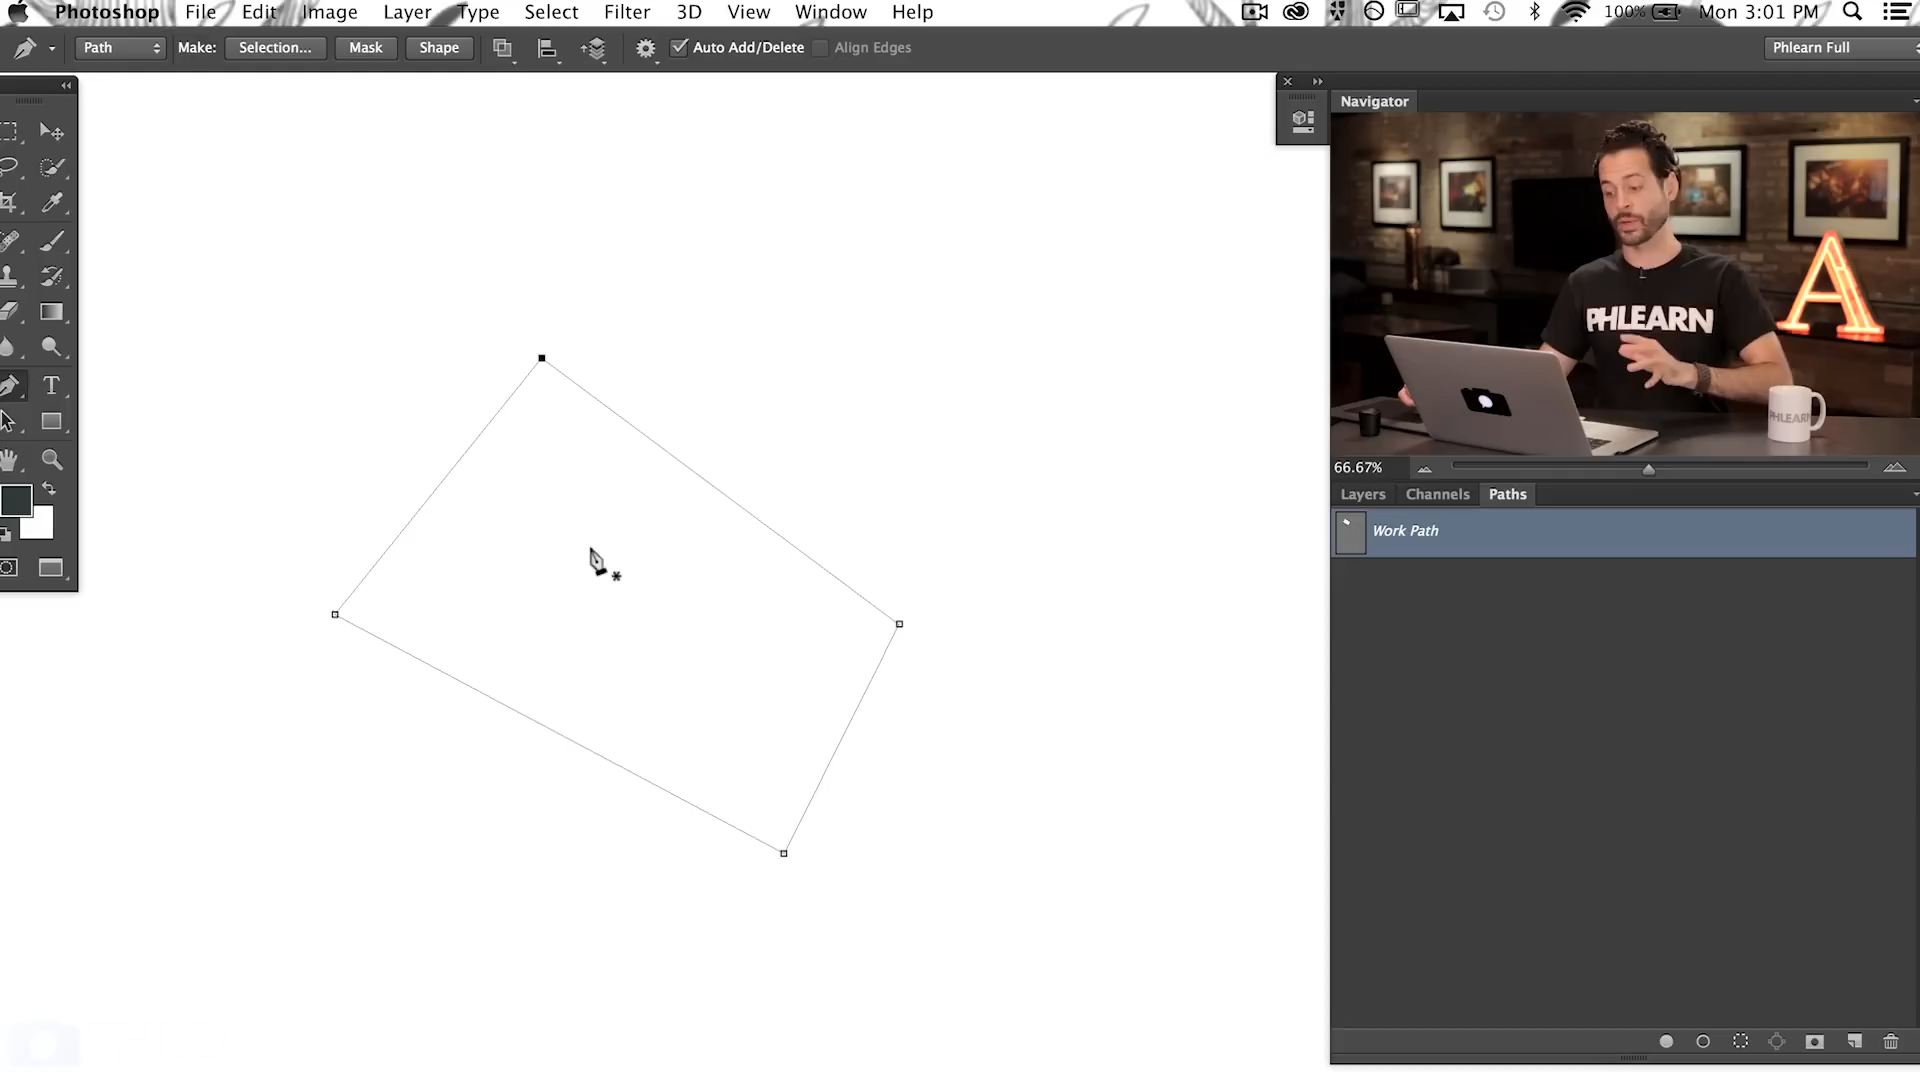 Photoshop File Edit Image Layer Type Select Filter 3D View Window Help 100% Mon 3:01 PM
Path Make: Selection... Mask Shape Auto Add/Delete Align Edges Phlearn Full
Navigator
PHLEARN
PHLEARN
T
66.67%
Layers Channels Paths
Work Path